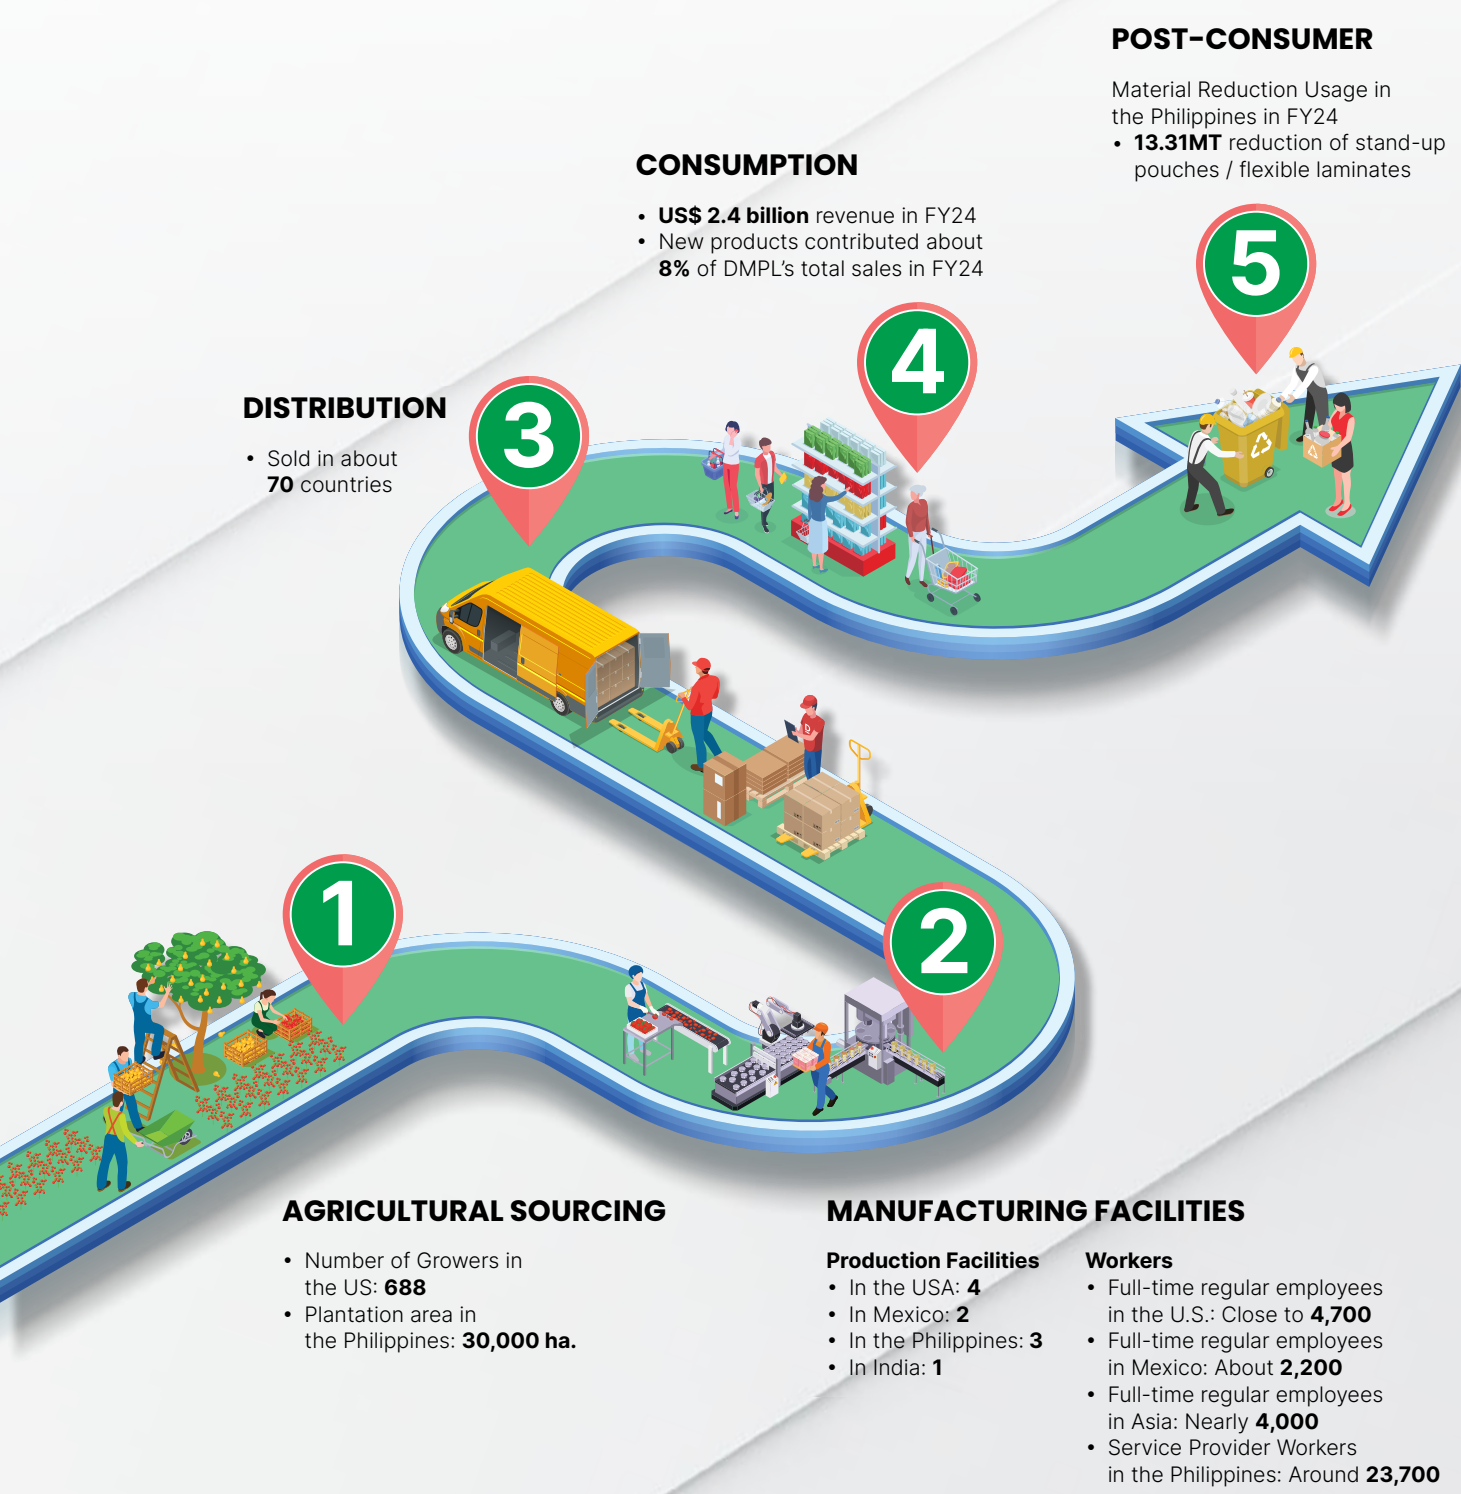 POST-CONSUMER
Material Reduction Usage in
the Philippines in FY24
• 13.31MT reduction of stand-up
pouches / flexible laminates
5
CONSUMPTION
• US$ 2.4 billion revenue in FY24
• New products contributed about
8% of DMPL's total sales in FY24
4
DISTRIBUTION
• Sold in about
70 countries
3
1
2
AGRICULTURAL SOURCING
• Number of Growers in
the US: 688
• Plantation area in
the Philippines: 30,000 ha.
MANUFACTURING FACILITIES
Production Facilities
• In the USA: 4
• In Mexico: 2
• In the Philippines: 3
• In India: 1
Workers
• Full-time regular employees
in the U.S.: Close to 4,700
• Full-time regular employees
in Mexico: About 2,200
• Full-time regular employees
in Asia: Nearly 4,000
• Service Provider Workers
in the Philippines: Around 23,700